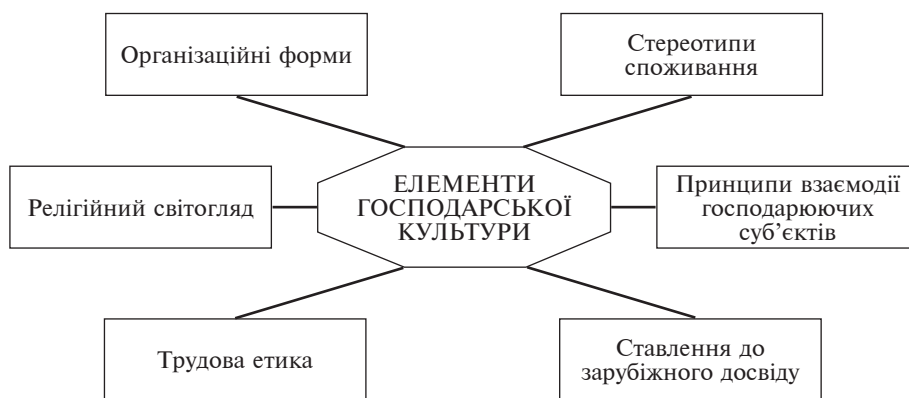 Організаційні форми
Стереотипи
споживання
Релігійний світогляд
ЕЛЕМЕНТИ
ГОСПОДАРСЬКОЇ
КУЛЬТУРИ
Принципи взаємодії
господарюючих
суб’єктів
Трудова етика
Ставлення до
зарубіжного досвіду